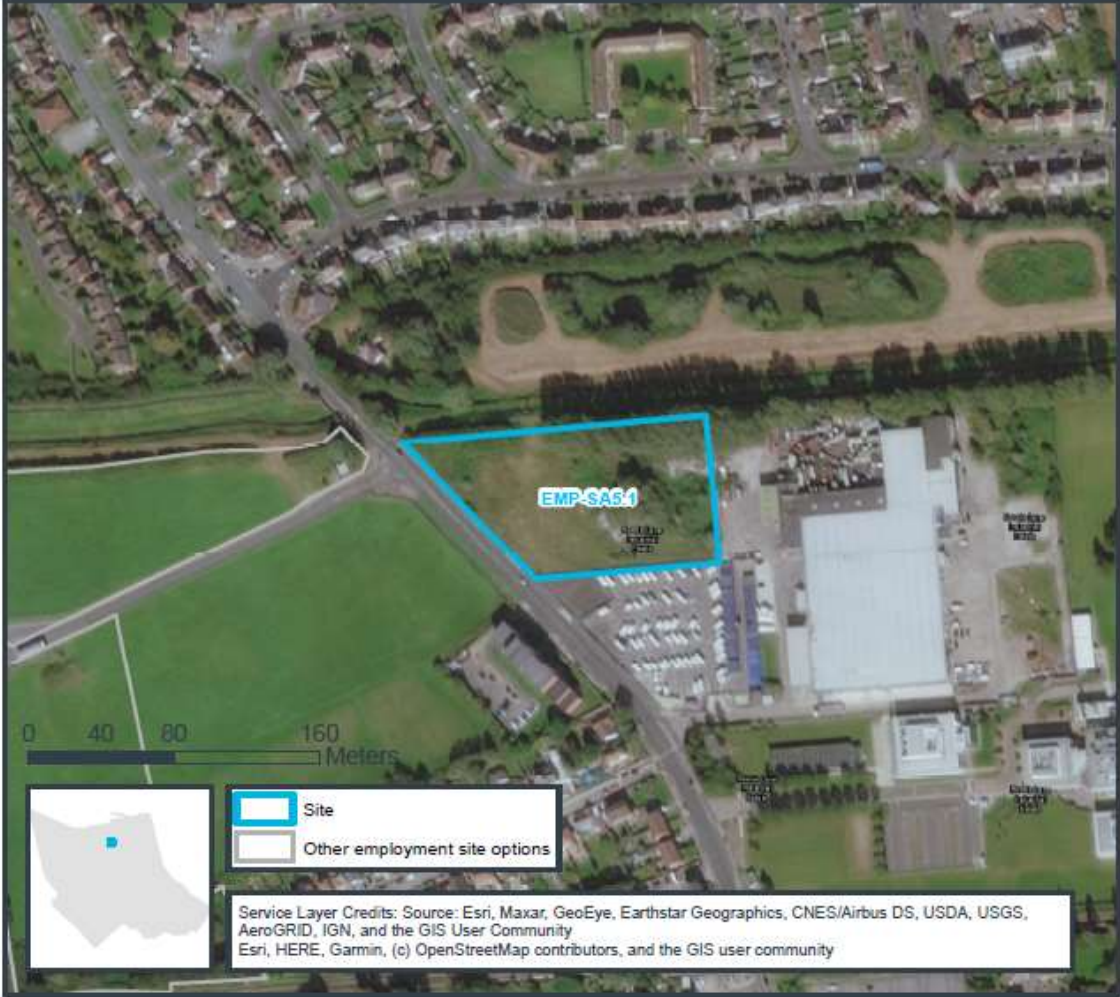 EMP-SA5.1
0 40 80 160
Meters
Site
Other employment site options
Service Layer Credits: Source: Esri, Maxar, GeoEye, Earthstar Geographics, CNES/Airbus DS, USDA, USGS,
AeroGRID, IGN, and the GIS User Community
Esri, HERE, Garmin, (c) OpenStreetMap contributors, and the GIS user community